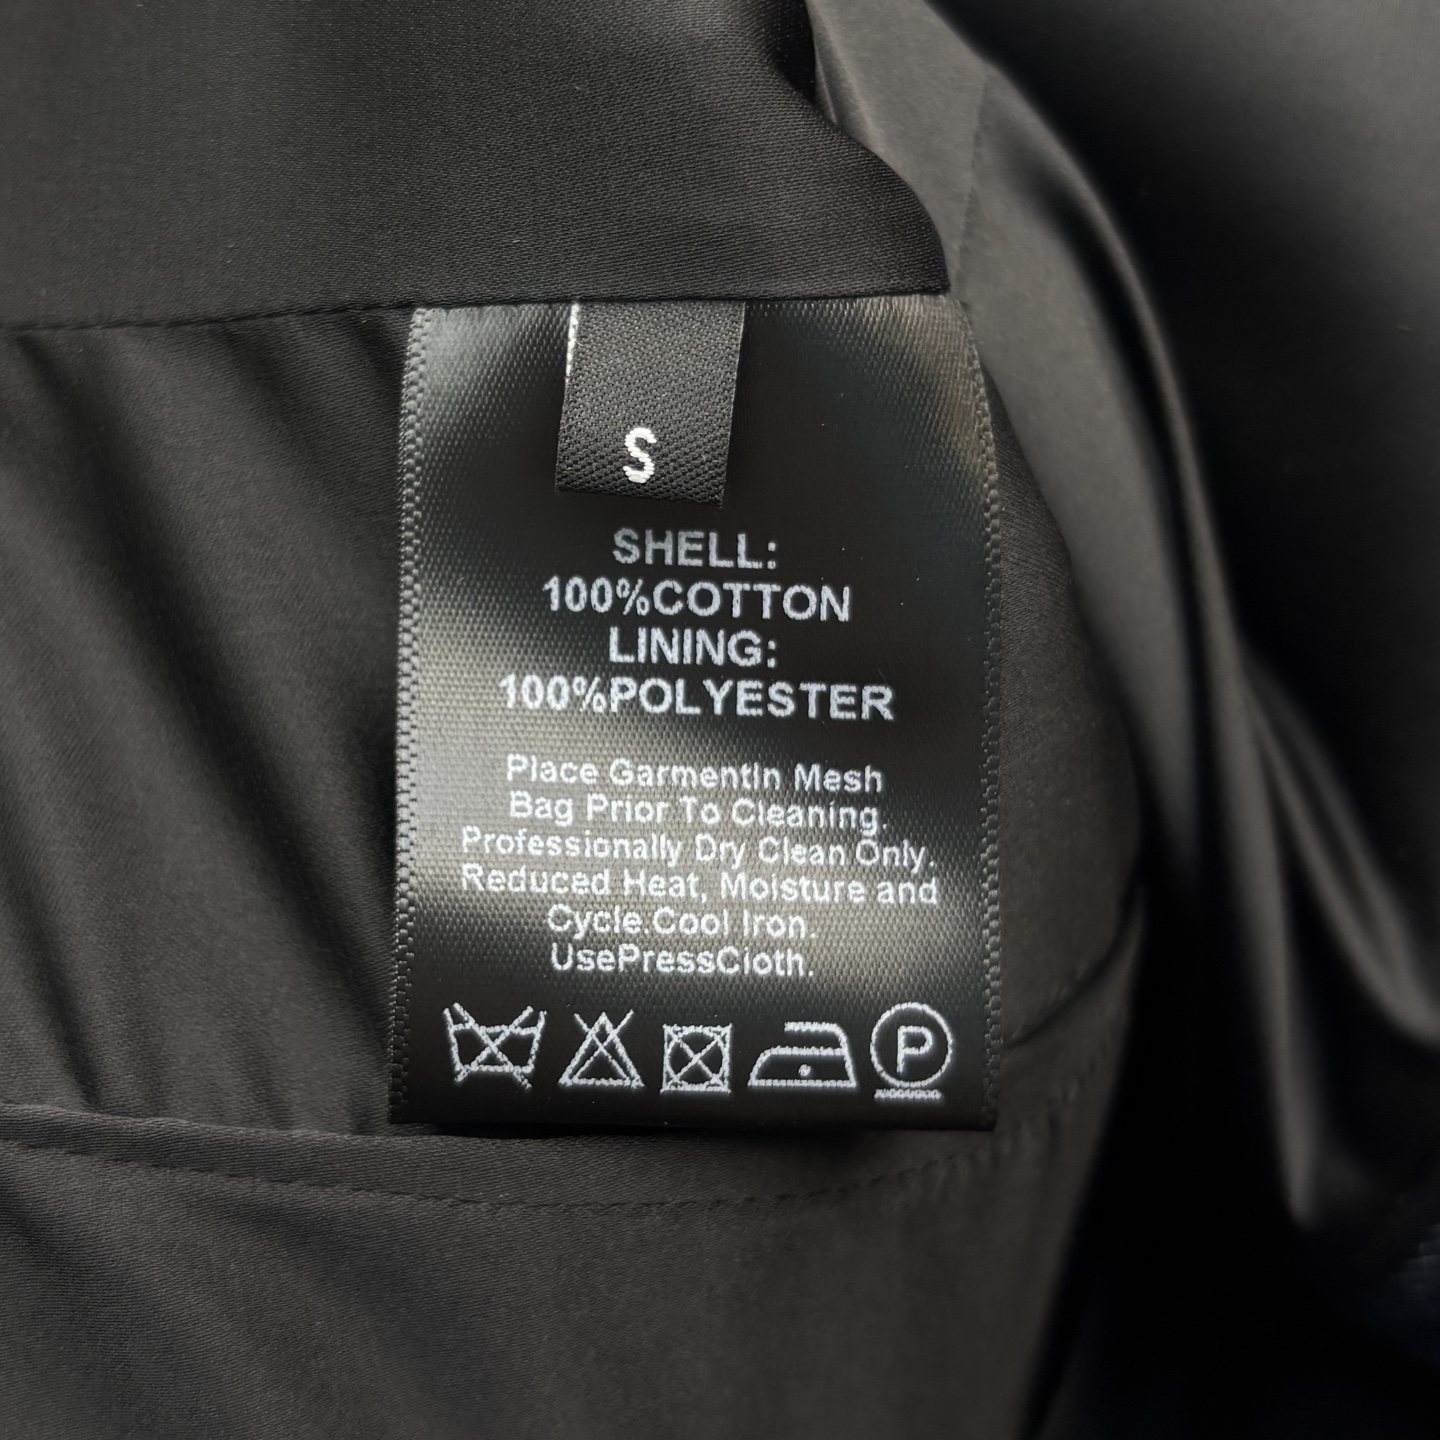 S
SHELL:
100%COTTON
LINING:
100%POLYESTER
Place GarmentIn Mesh
Bag Prior To Cleaning.
Professionally Dry Clean Only.
Reduced Heat, Moisture and
Cycle.Cool Iron.
UsePressCloth.
P